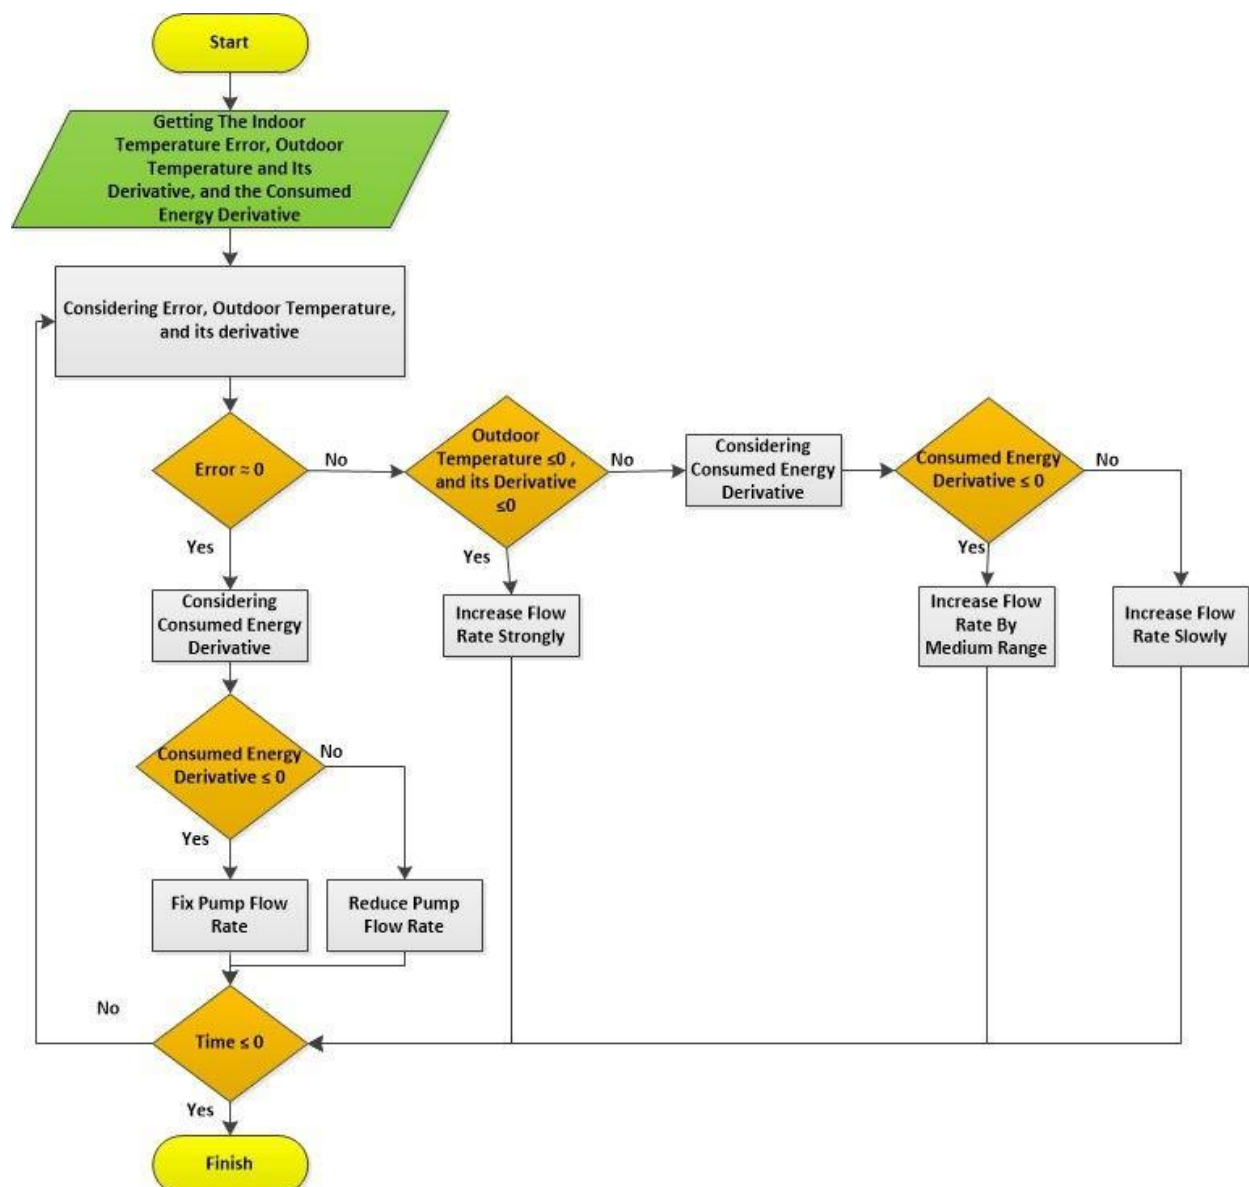 Start
Getting The Indoor
Temperature Error, Outdoor
Temperature and Its
Derivative, and the Consumed
Energy Derivative
Considering Error, Outdoor Temperature,
and its derivative
Error ≈ 0
No
Outdoor
Temperature ≤0 ,
and its Derivative
≤0
No
Considering
Consumed Energy
Derivative
Consumed Energy
Derivative ≤ 0
No
Yes
Yes
Yes
Considering
Consumed Energy
Derivative
Increase Flow
Rate Strongly
Increase Flow
Rate By
Medium Range
Increase Flow
Rate Slowly
Consumed Energy
Derivative ≤ 0
No
Yes
Fix Pump Flow
Rate
Reduce Pump
Flow Rate
No
Time ≤ 0
Yes
Finish